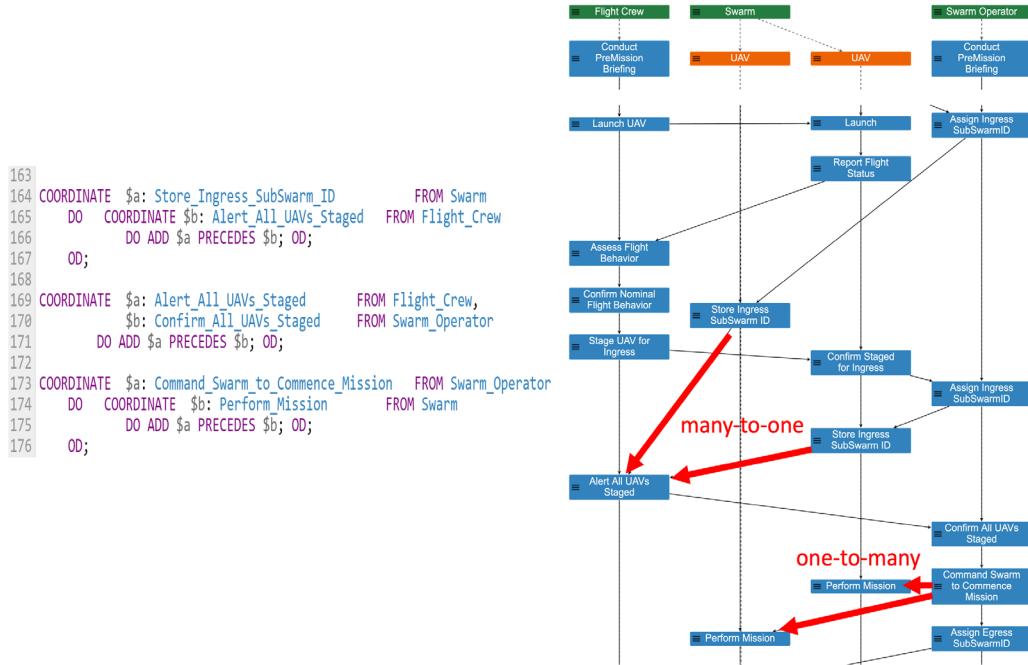 163
164 COORDINATE $a: Store_Ingress_SubSwarm_ID FROM Swarm
165 DO COORDINATE $b: Alert_All_UAVs_Staged FROM Flight_Crew
166 DO ADD $a PRECEDES $b; OD;
167 OD;
168
169 COORDINATE $a: Alert_All_UAVs_Staged FROM Flight_Crew,
170 $b: Confirm_All_UAVs_Staged FROM Swarm_Operator
171 DO ADD $a PRECEDES $b; OD;
172
173 COORDINATE $a: Command_Swarm_to_Commence_Mission FROM Swarm_Operator
174 DO COORDINATE $b: Perform_Mission FROM Swarm
175 DO ADD $a PRECEDES $b; OD;
176 OD;
Flight Crew
Swarm
Swarm Operator
Conduct
PreMission
Briefing
UAV
UAV
Conduct
PreMission
Briefing
Launch UAV
Launch
Assign Ingress
SubSwarmID
Report Flight
Status
Assess Flight
Behavior
Confirm Nominal
Flight Behavior
Store Ingress
SubSwarm ID
Stage UAV for
Ingress
Confirm Staged
for Ingress
Assign Ingress
SubSwarmID
many-to-one
Store Ingress
SubSwarm ID
Alert All UAVs
Staged
Confirm All UAVs
Staged
one-to-many
Perform Mission
Command Swarm
to Commence
Mission
Perform Mission
Assign Egress
SubSwarmID